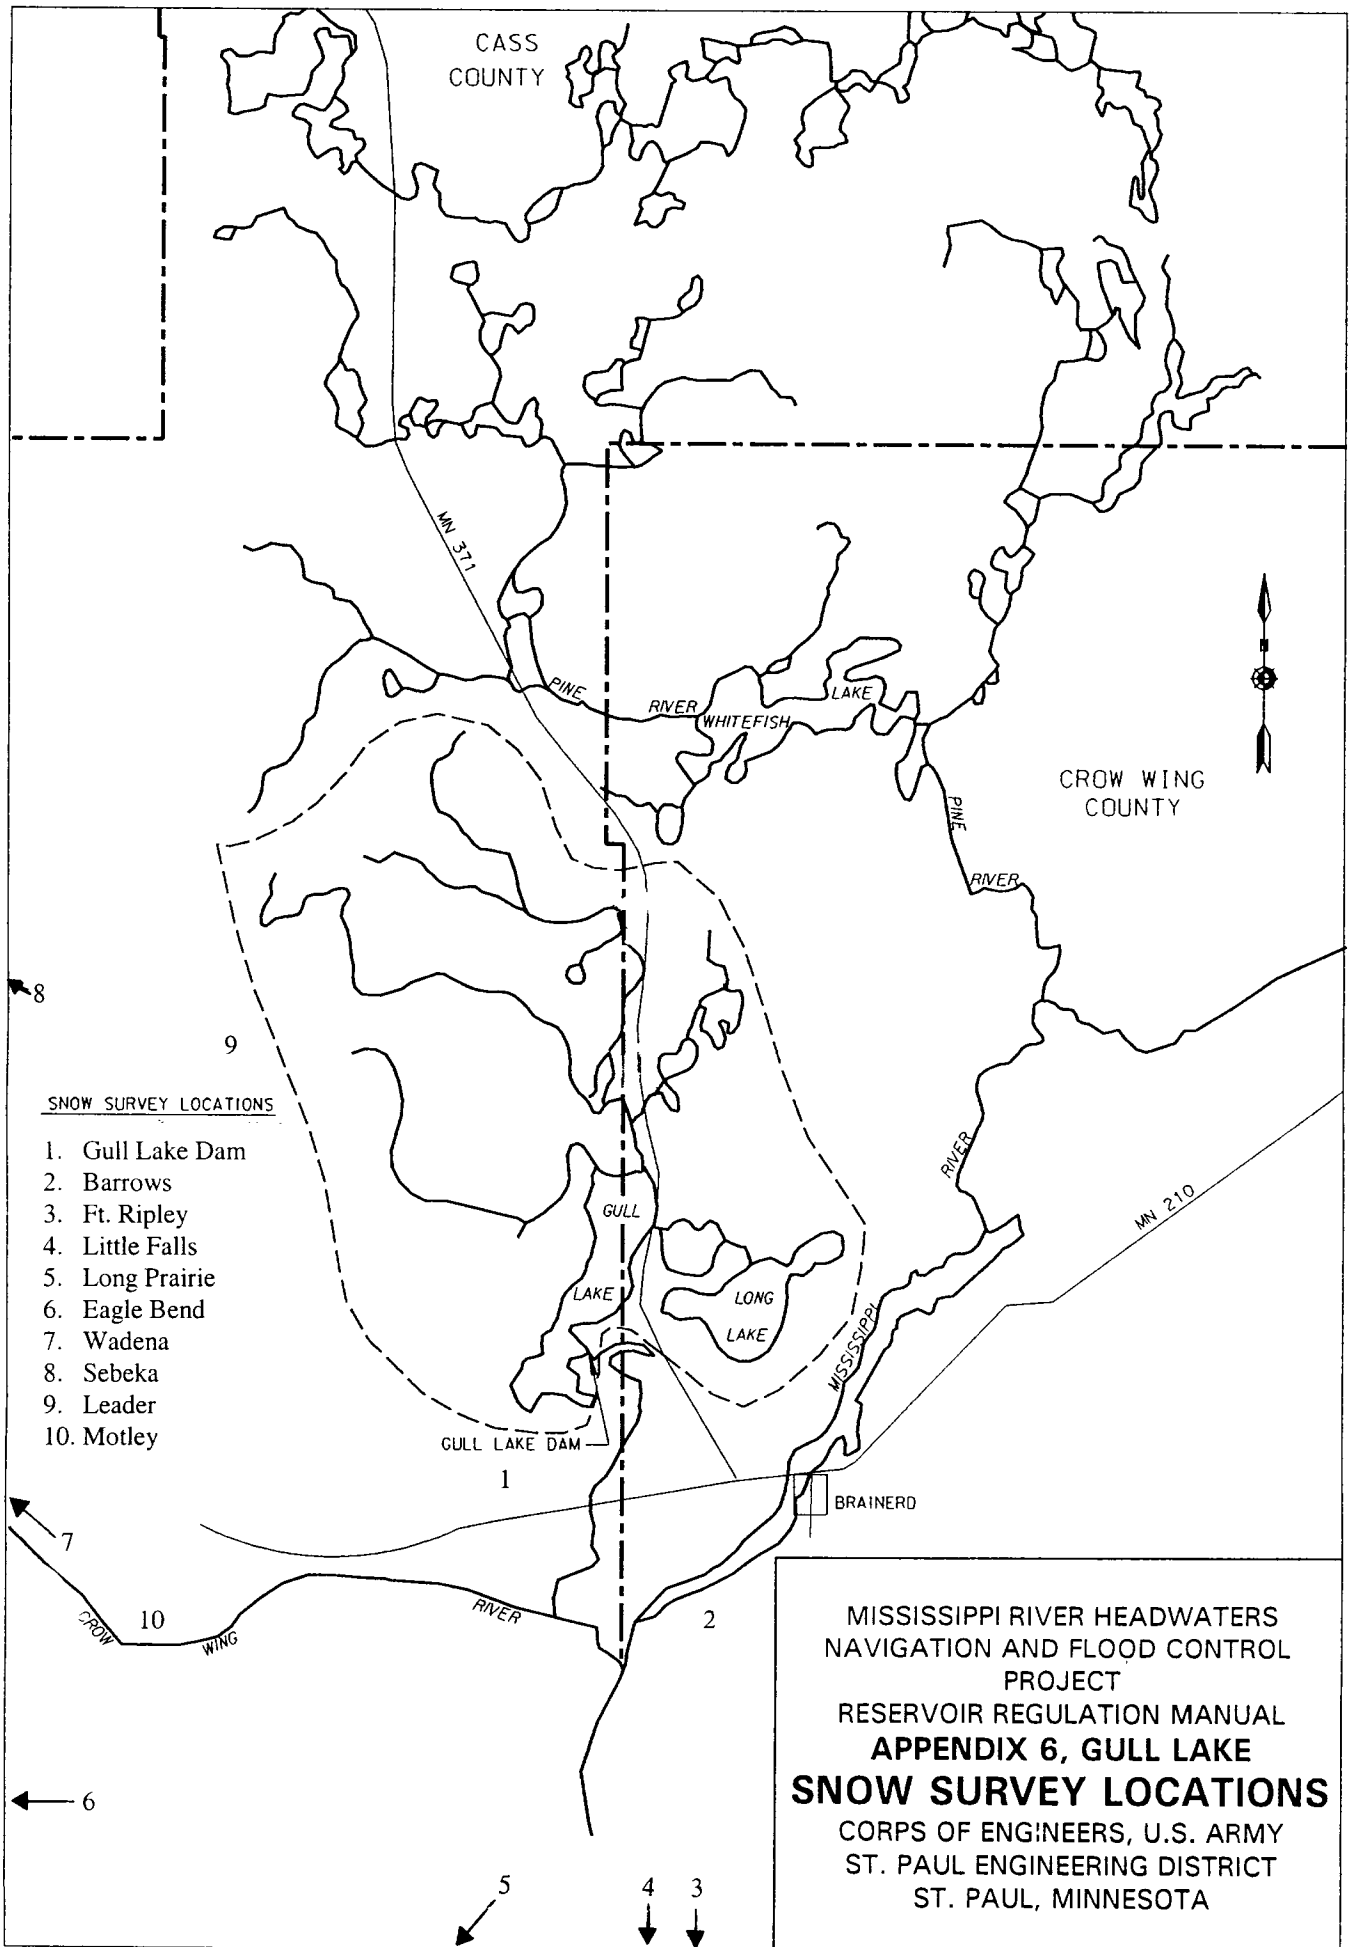 CASS
COUNTY
MN 371
N
PINE
RIVER
WHITEFISH
LAKE
CROW WING
COUNTY
PINE
RIVER
8
9
SNOW SURVEY LOCATIONS
1. Gull Lake Dam
2. Barrows
3. Ft. Ripley
4. Little Falls
5. Long Prairie
6. Eagle Bend
7. Wadena
8. Sebeka
9. Leader
10. Motley
RIVER
MN 210
GULL
LAKE
LONG
LAKE
MISSISSIPPI
GULL LAKE DAM
1
BRAINERD
7
10
CROW
WING
RIVER
2
6
5
4
3
MISSISSIPPI RIVER HEADWATERS
NAVIGATION AND FLOOD CONTROL
PROJECT
RESERVOIR REGULATION MANUAL
APPENDIX 6, GULL LAKE
SNOW SURVEY LOCATIONS
CORPS OF ENGINEERS, U.S. ARMY
ST. PAUL ENGINEERING DISTRICT
ST. PAUL, MINNESOTA